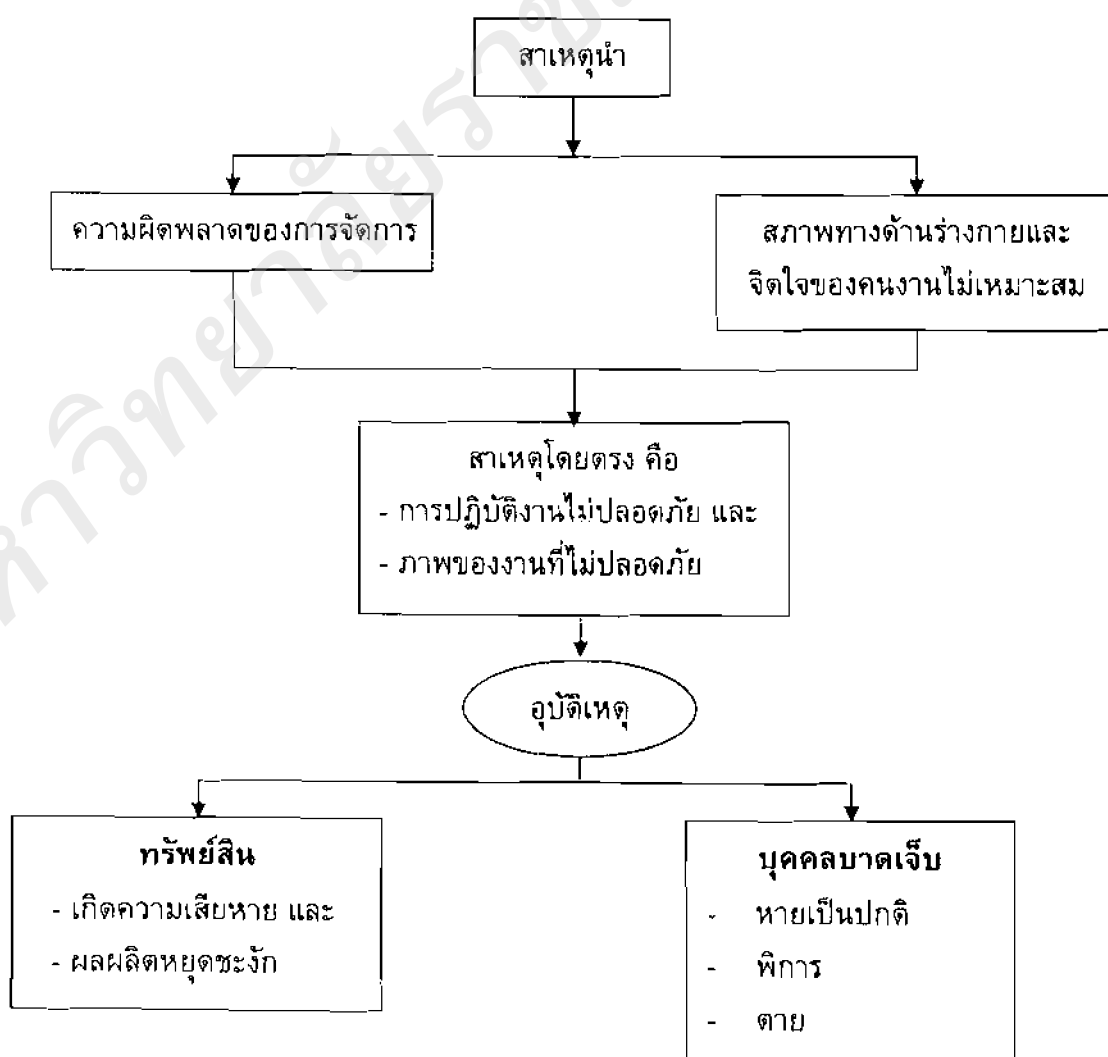 สาเหตุนำ
ความผิดพลาดของการจัดการ
สภาพทางด้านร่างกายและ
จิตใจของคนงานไม่เหมาะสม
สาเหตุโดยตรง คือ
- การปฏิบัติงานไม่ปลอดภัย และ
- ภาพของงานที่ไม่ปลอดภัย
อุบัติเหตุ
ทรัพย์สิน
- เกิดความเสียหาย และ
- ผลผลิตหยุดชะงัก
บุคคลบาดเจ็บ
- หายเป็นปกติ
- พิการ
- ตาย